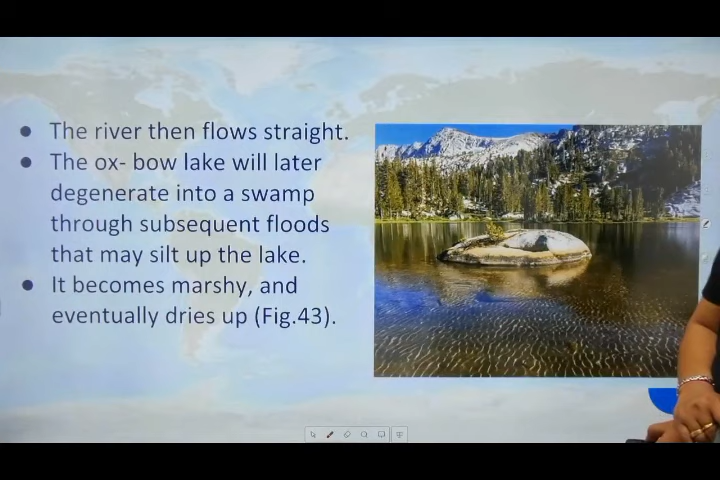 ● The river then flows straight.
● The ox- bow lake will later
degenerate into a swamp
through subsequent floods
that may silt up the lake.
● It becomes marshy, and
eventually dries up (Fig.43).